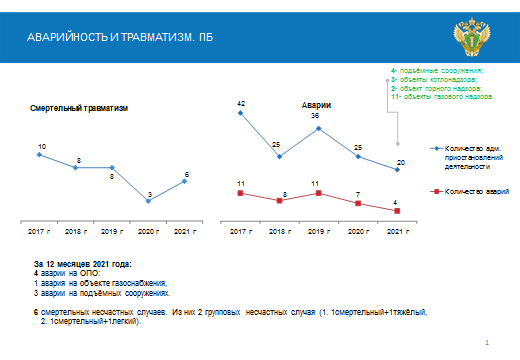 АВАРИЙНОСТЬ И ТРАВМАТИЗМ. ПБ
4- подъёмные сооружения;
3- объекты котлонадзора;
2- объект горного надзора;
11- объекты газового надзора.
Смертельный травматизм
10
8
8
3
6
2017 г
2018 г
2019 г
2020 г
2021 г
Аварии
42
25
36
25
20
11
8
11
7
4
2017 г
2018 г
2019 г
2020 г
2021 г
Количество адм.
приостановлений
деятельности
Количество аварий
За 12 месяцев 2021 года:
4 аварии на ОПО:
1 авария на объекте газоснабжения,
3 аварии на подъёмных сооружениях.
6 смертельных несчастных случаев. Из них 2 групповых несчастных случая (1. 1смертельный+1тяжёлый,
2. 1смертельный+1легкий).
1